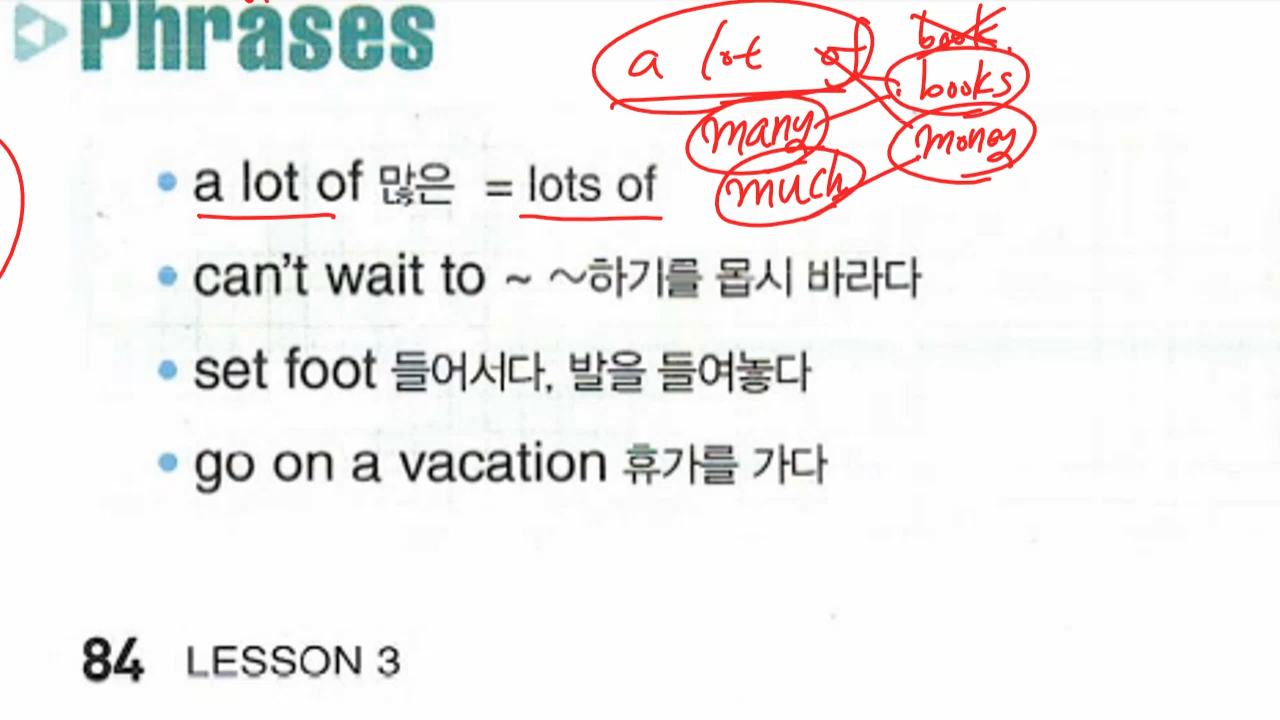 Phrases
a lot of book
books
many money
much
a lot of 많은 = lots of
can't wait to ~ ~하기를 몹시 바라다
set foot 들어서다, 발을 들여놓다
go on a vacation 휴가를 가다
84 LESSON 3